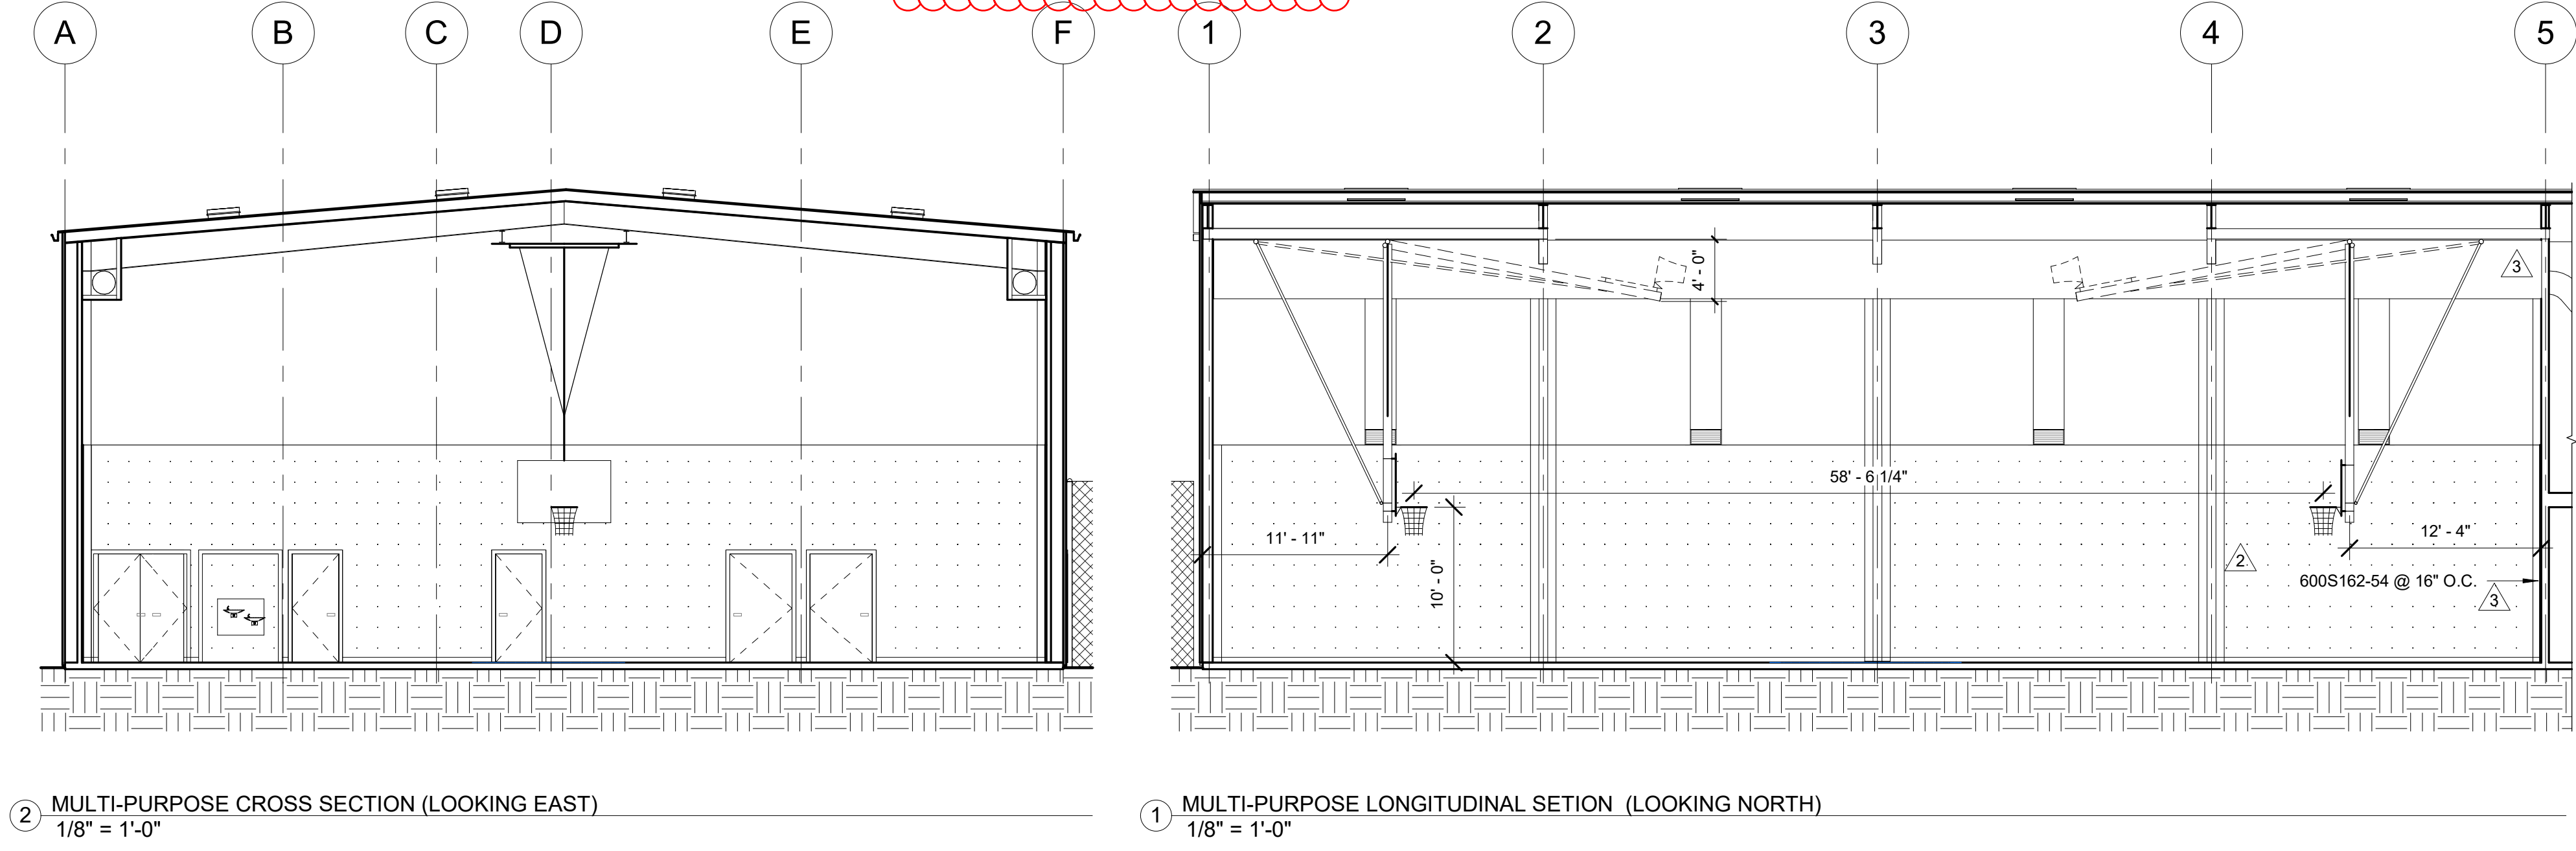 A B C D E F 1 2 3 4 5
4' - 0"
3
58' - 6 1/4"
11' - 11"
12' - 4"
10' - 0"
2
600S162-54 @ 16" O.C.
3
2 MULTI-PURPOSE CROSS SECTION (LOOKING EAST)
1/8" = 1'-0"
1 MULTI-PURPOSE LONGITUDINAL SETION (LOOKING NORTH)
1/8" = 1'-0"